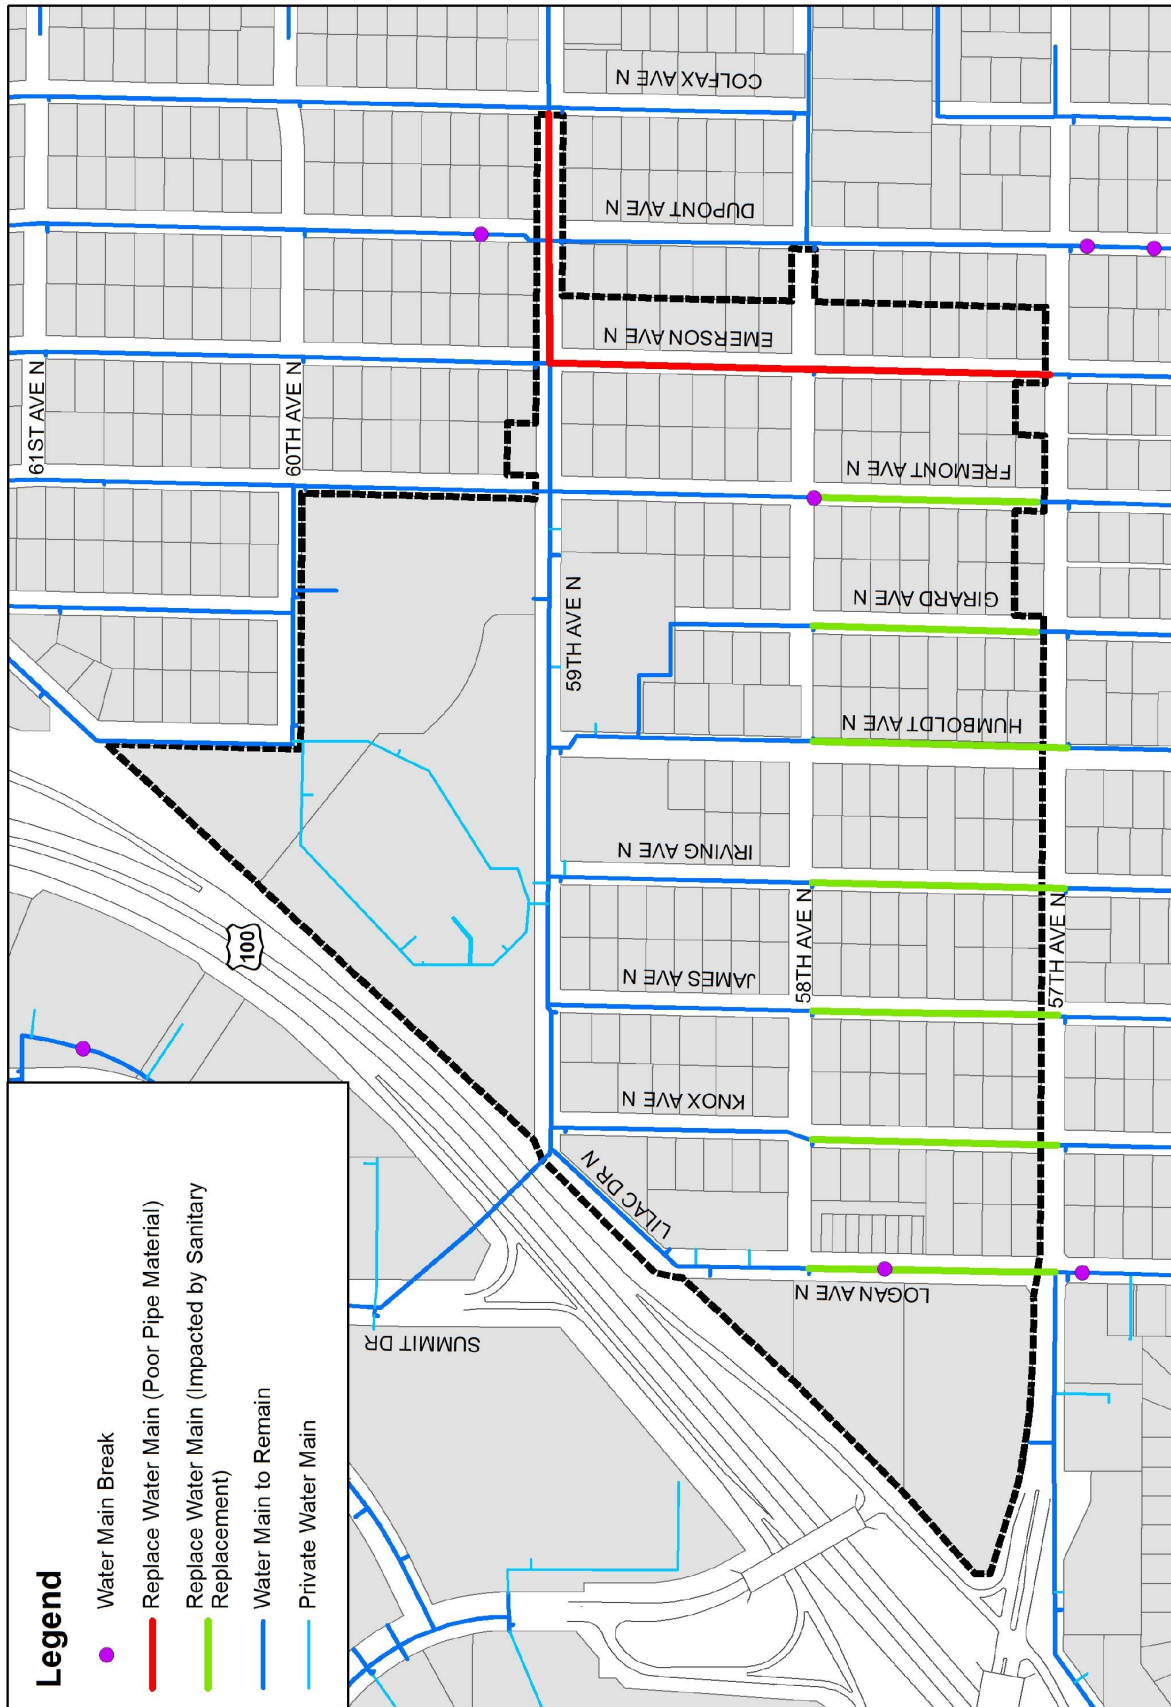 Legend
Water Main Break
Replace Water Main (Poor Pipe Material)
Replace Water Main (Impacted by Sanitary
Replacement)
Water Main to Remain
Private Water Main
61ST AVE N
60TH AVE N
59TH AVE N
58TH AVE N
57TH AVE N
100
SUMMIT DR
LILAC DR N
LOGAN AVE N
KNOX AVE N
JAMES AVE N
IRVING AVE N
HUMBOLDT AVE N
GIRARD AVE N
FREMONT AVE N
EMERSON AVE N
DUPONT AVE N
COLFAX AVE N